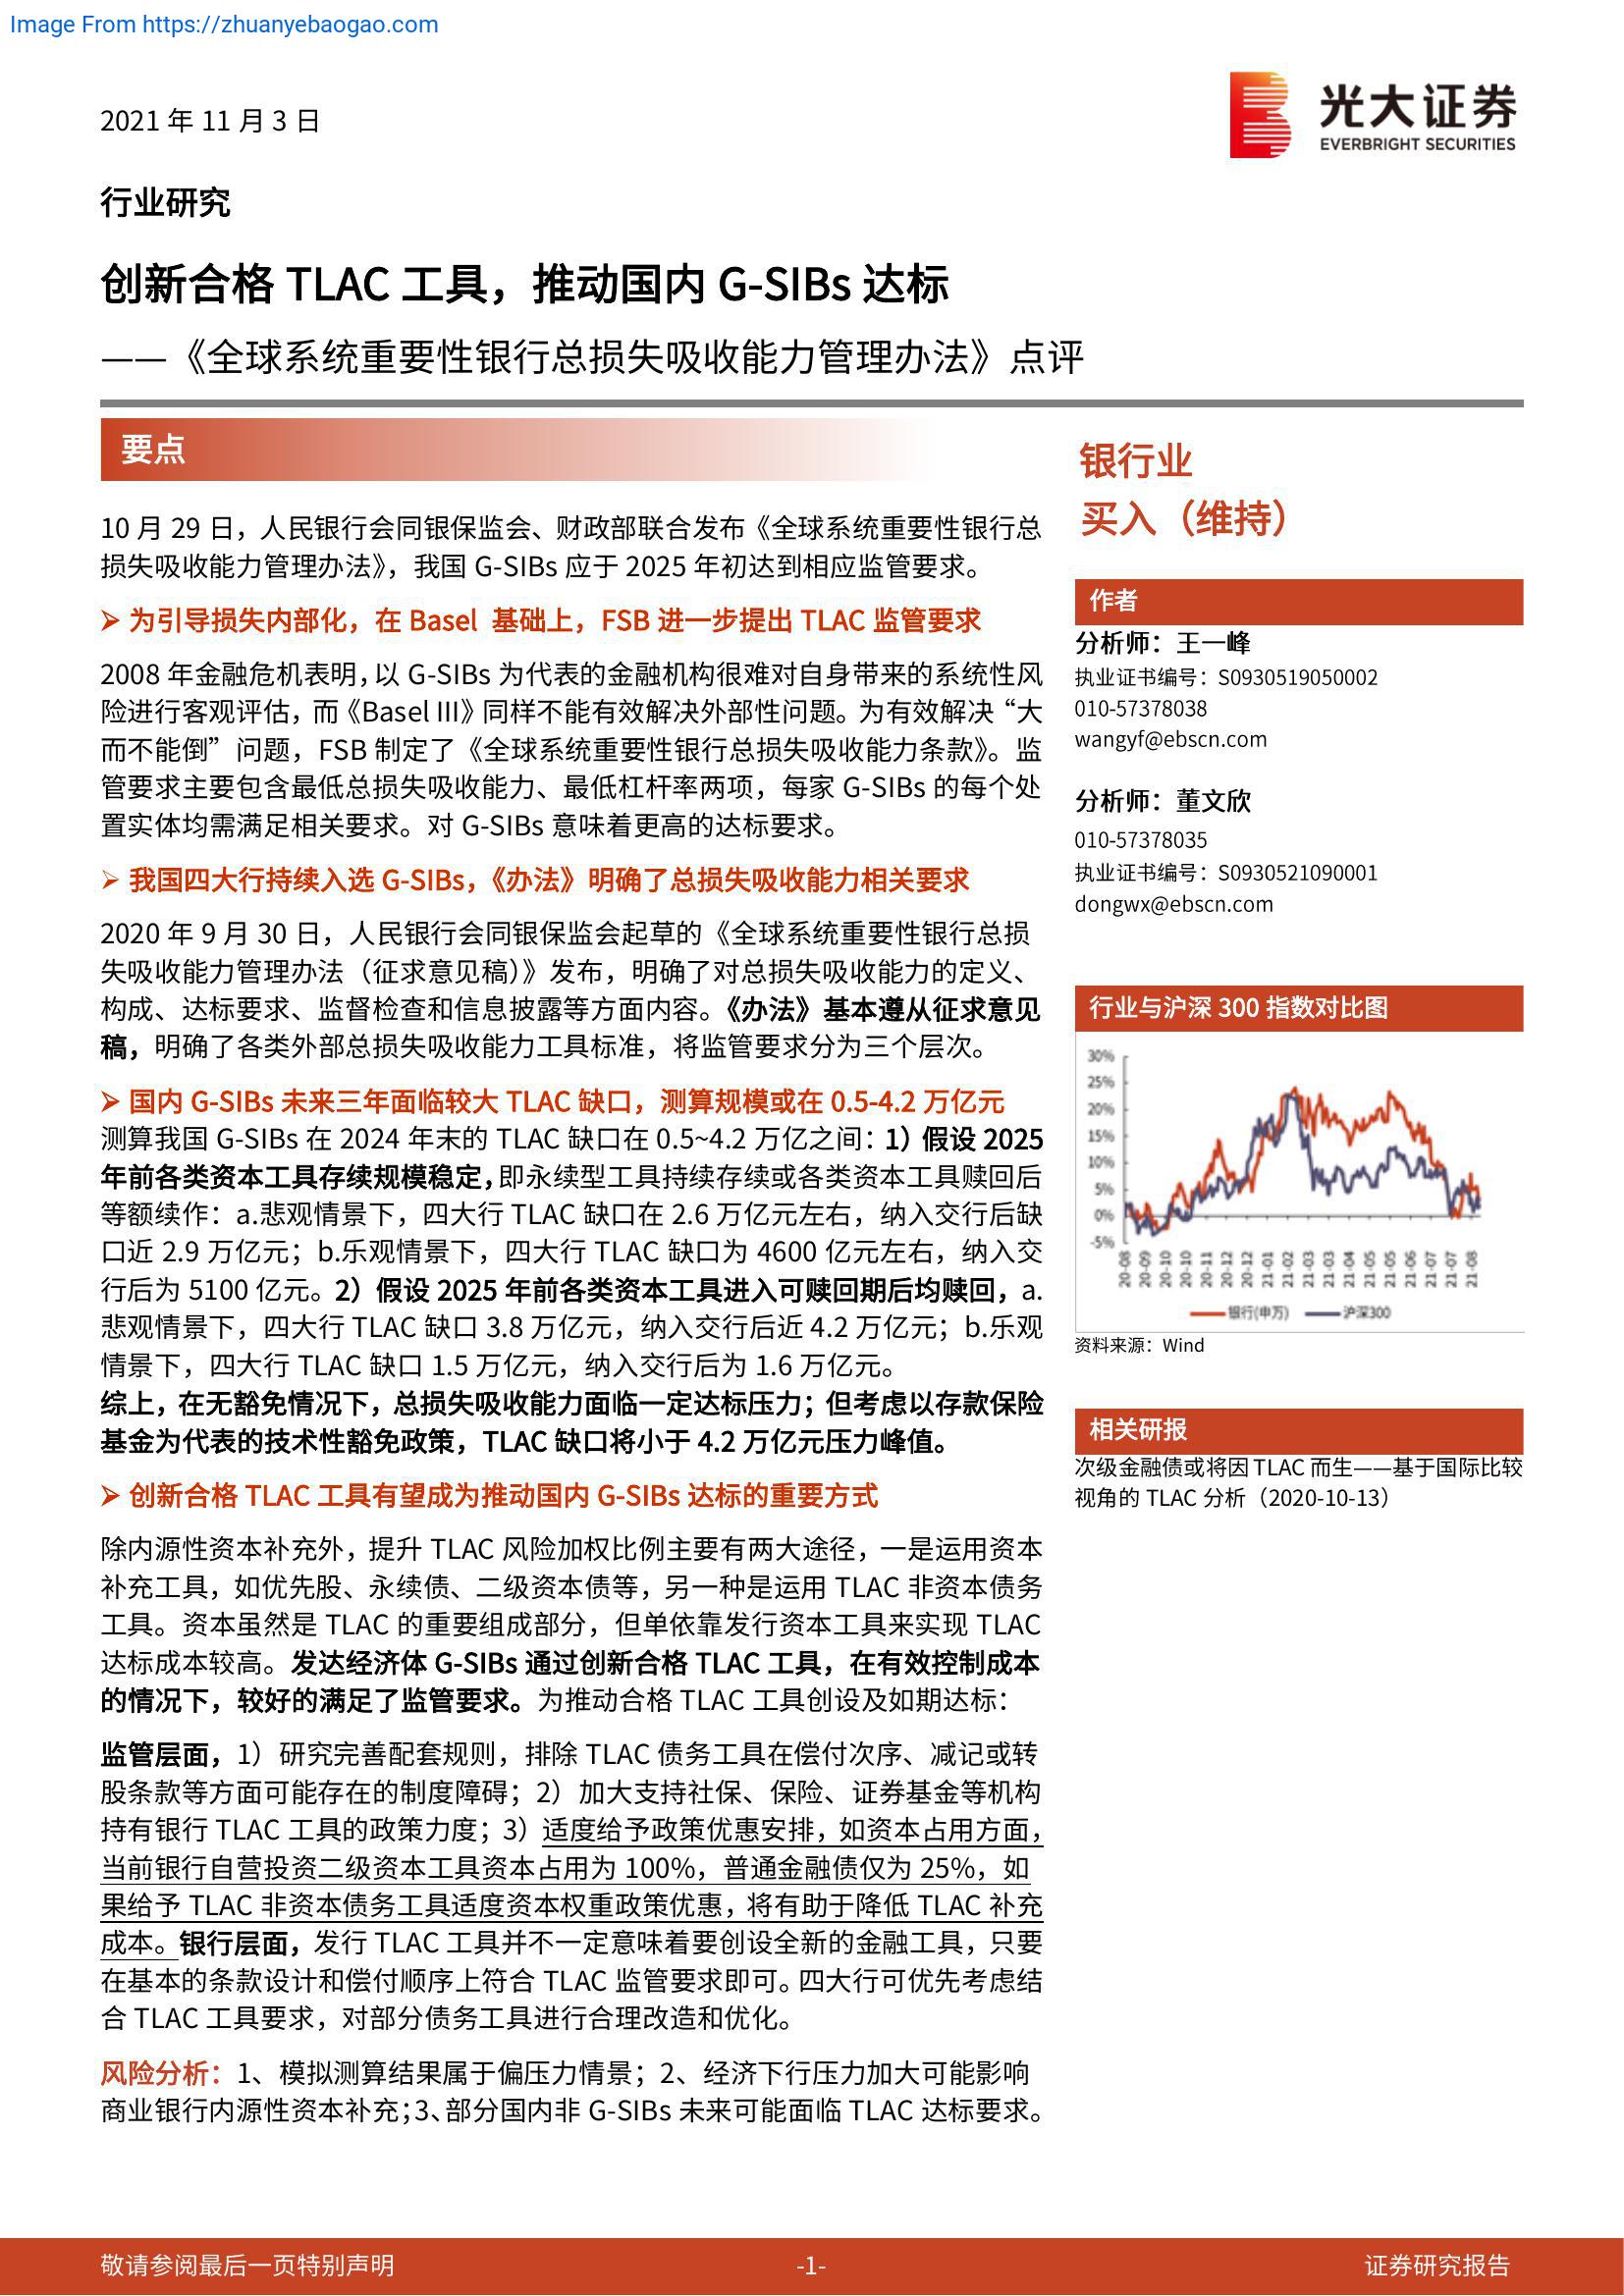 Image From https://zhuanyebaogao.com
2021 年 11 月 3 日
光大证券
EVERBRIGHT SECURITIES
行业研究
创新合格 TLAC 工具，推动国内 G-SIBs 达标
——《全球系统重要性银行总损失吸收能力管理办法》点评
要点
10 月 29 日，人民银行会同银保监会、财政部联合发布《全球系统重要性银行总
损失吸收能力管理办法》，我国 G-SIBs 应于 2025 年初达到相应监管要求。
➢ 为引导损失内部化，在 Basel 基础上，FSB 进一步提出 TLAC 监管要求
2008 年金融危机表明，以 G-SIBs 为代表的金融机构很难对自身带来的系统性风
险进行客观评估，而《Basel III》同样不能有效解决外部性问题。为有效解决“大
而不能倒”问题，FSB 制定了《全球系统重要性银行总损失吸收能力条款》。监
管要求主要包含最低总损失吸收能力、最低杠杆率两项，每家 G-SIBs 的每个处
置实体均需满足相关要求。对 G-SIBs 意味着更高的达标要求。
➢ 我国四大行持续入选 G-SIBs，《办法》明确了总损失吸收能力相关要求
2020 年 9 月 30 日，人民银行会同银保监会起草的《全球系统重要性银行总损
失吸收能力管理办法（征求意见稿）》发布，明确了对总损失吸收能力的定义、
构成、达标要求、监督检查和信息披露等方面内容。《办法》基本遵从征求意见
稿，明确了各类外部总损失吸收能力工具标准，将监管要求分为三个层次。
➢ 国内 G-SIBs 未来三年面临较大 TLAC 缺口，测算规模或在 0.5-4.2 万亿元
测算我国 G-SIBs 在 2024 年末的 TLAC 缺口在 0.5~4.2 万亿之间：1）假设 2025
年前各类资本工具存续规模稳定，即永续型工具持续存续或各类资本工具赎回后
等额续作：a.悲观情景下，四大行 TLAC 缺口在 2.6 万亿元左右，纳入交行后缺
口近 2.9 万亿元；b.乐观情景下，四大行 TLAC 缺口为 4600 亿元左右，纳入交
行后为 5100 亿元。2）假设 2025 年前各类资本工具进入可赎回期后均赎回，a.
悲观情景下，四大行 TLAC 缺口 3.8 万亿元，纳入交行后近 4.2 万亿元；b.乐观
情景下，四大行 TLAC 缺口 1.5 万亿元，纳入交行后为 1.6 万亿元。
综上，在无豁免情况下，总损失吸收能力面临一定达标压力；但考虑以存款保险
基金为代表的技术性豁免政策，TLAC 缺口将小于 4.2 万亿元压力峰值。
➢ 创新合格 TLAC 工具有望成为推动国内 G-SIBs 达标的重要方式
除内源性资本补充外，提升 TLAC 风险加权比例主要有两大途径，一是运用资本
补充工具，如优先股、永续债、二级资本债等，另一种是运用 TLAC 非资本债务
工具。资本虽然是 TLAC 的重要组成部分，但单依靠发行资本工具来实现 TLAC
达标成本较高。发达经济体 G-SIBs 通过创新合格 TLAC 工具，在有效控制成本
的情况下，较好的满足了监管要求。为推动合格 TLAC 工具创设及如期达标：
监管层面，1）研究完善配套规则，排除 TLAC 债务工具在偿付次序、减记或转
股条款等方面可能存在的制度障碍；2）加大支持社保、保险、证券基金等机构
持有银行 TLAC 工具的政策力度；3）适度给予政策优惠安排，如资本占用方面，
当前银行自营投资二级资本工具资本占用为 100%，普通金融债仅为 25%，如
果给予 TLAC 非资本债务工具适度资本权重政策优惠，将有助于降低 TLAC 补充
成本。银行层面，发行 TLAC 工具并不一定意味着要创设全新的金融工具，只要
在基本的条款设计和偿付顺序上符合 TLAC 监管要求即可。四大行可优先考虑结
合 TLAC 工具要求，对部分债务工具进行合理改造和优化。
风险分析：1、模拟测算结果属于偏压力情景；2、经济下行压力加大可能影响
商业银行内源性资本补充；3、部分国内非 G-SIBs 未来可能面临 TLAC 达标要求。
银行业
买入（维持）
作者
分析师：王一峰
执业证书编号：S0930519050002
010-57378038
wangyf@ebscn.com
分析师：董文欣
010-57378035
执业证书编号：S0930521090001
dongwx@ebscn.com
行业与沪深 300 指数对比图
30%
25%
20%
15%
10%
5%
0%
-5%
20-08 20-09 20-10 20-10 20-11 20-12 20-12 21-01 21-02 21-03 21-03 21-04 21-05 21-05 21-06 21-07 21-07 21-08
银行(申万) 沪深300
资料来源：Wind
相关研报
次级金融债或将因 TLAC 而生——基于国际比较
视角的 TLAC 分析（2020-10-13）
敬请参阅最后一页特别声明 -1- 证券研究报告